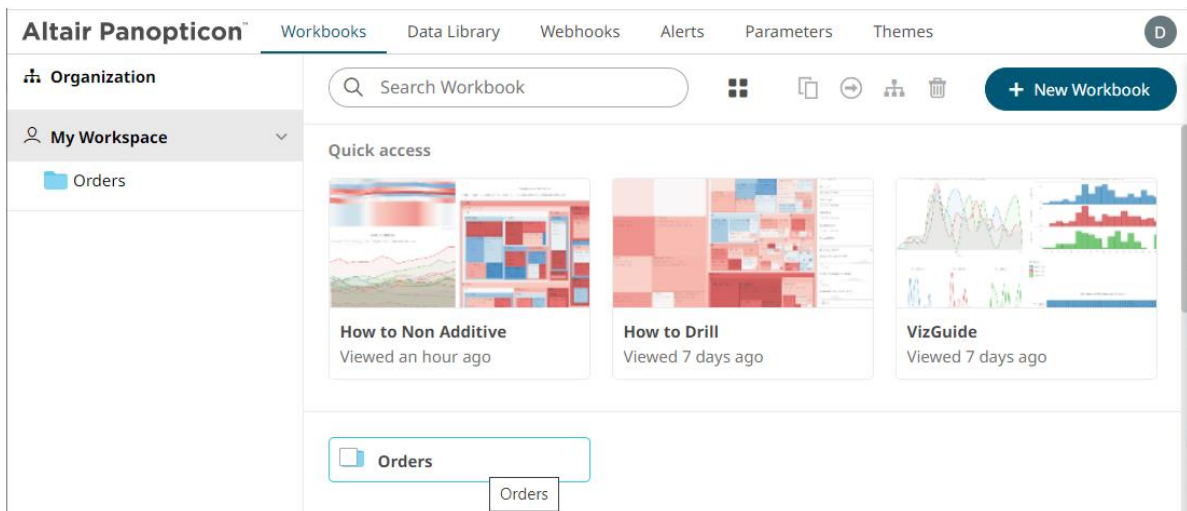 Altair Panopticon™
Workbooks
Data Library
Webhooks
Alerts
Parameters
Themes
D
Organization
My Workspace
Orders
Search Workbook
+ New Workbook
Quick access
How to Non Additive
Viewed an hour ago
How to Drill
Viewed 7 days ago
VizGuide
Viewed 7 days ago
Orders
Orders